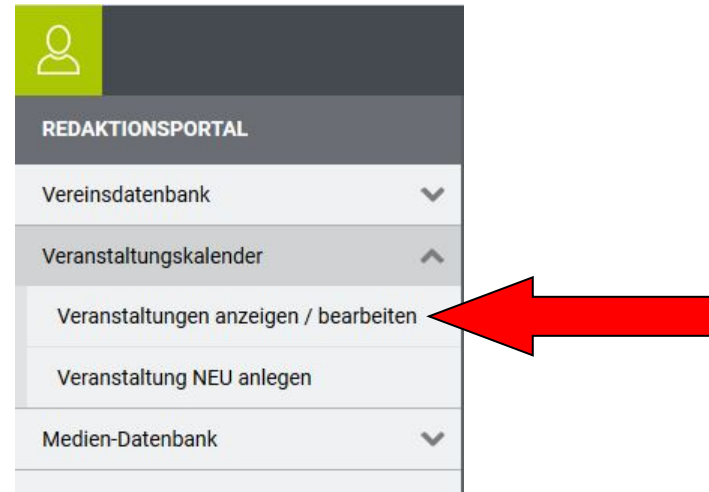 REDAKTIONSPORTAL
Vereinsdatenbank
Veranstaltungskalender
Veranstaltungen anzeigen / bearbeiten
Veranstaltung NEU anlegen
Medien-Datenbank